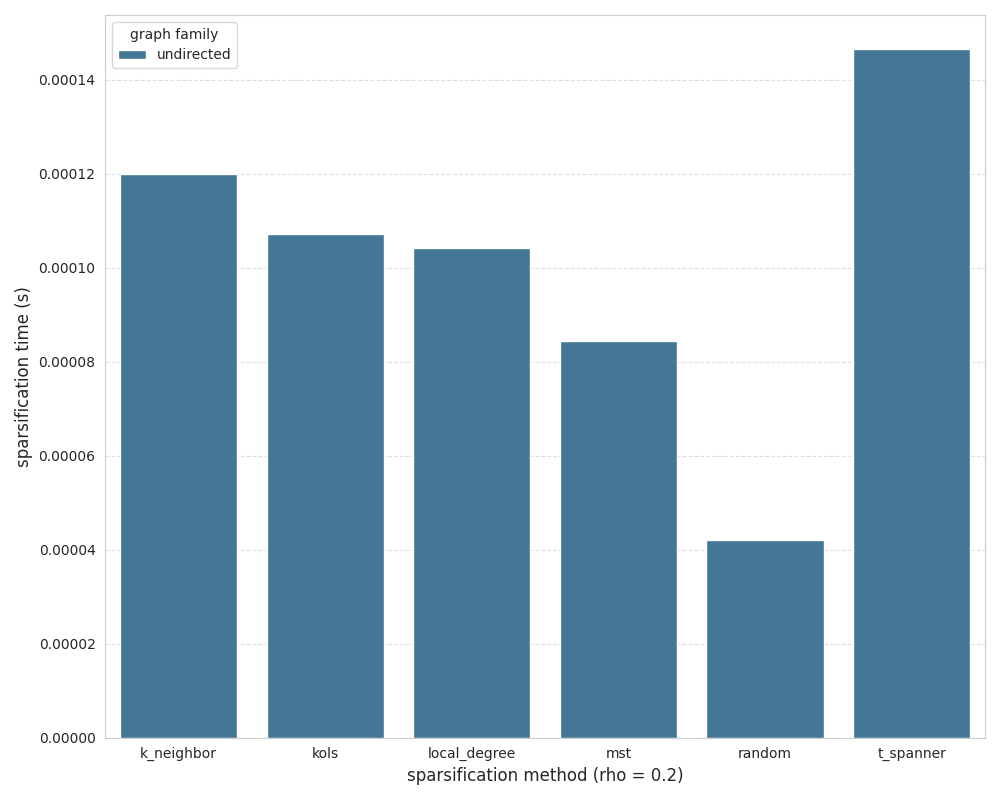 graph family
undirected
0.00014
0.00012
0.00010
0.00008
0.00006
0.00004
0.00002
0.00000
sparsification time (s)
k_neighbor kols local_degree mst random t_spanner
sparsification method (rho = 0.2)